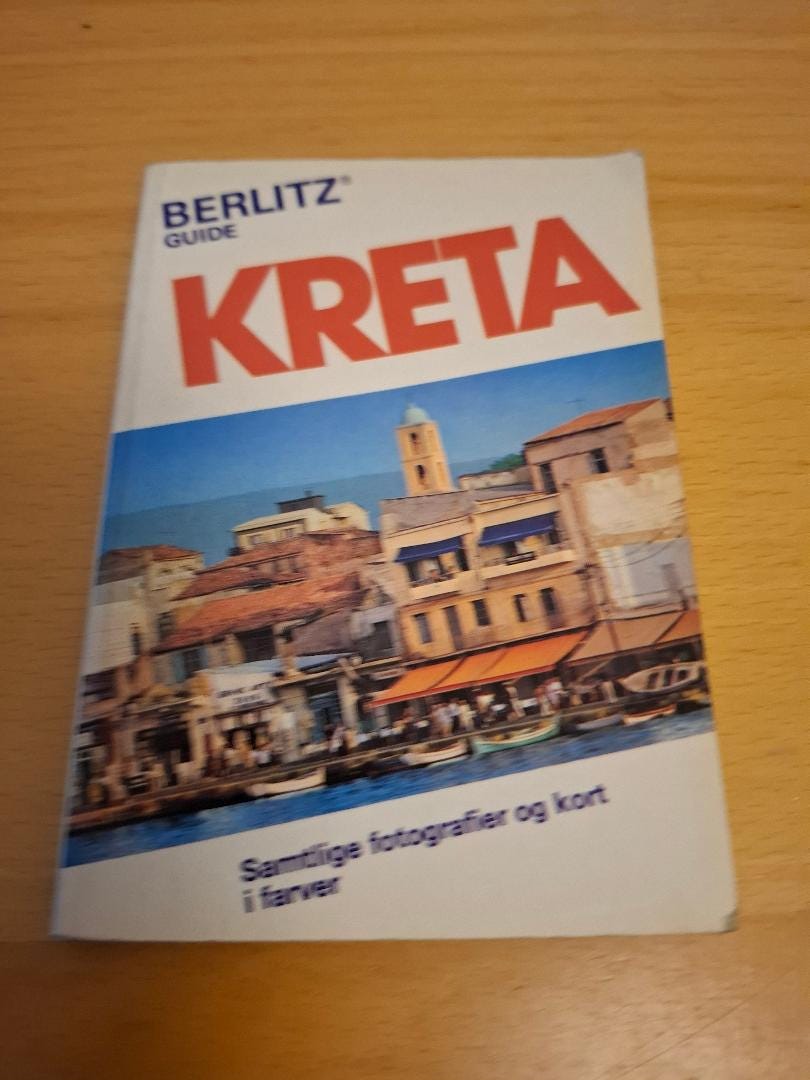 BERLITZ®
GUIDE
KRETA
Samtlige fotografier og kort
i farver